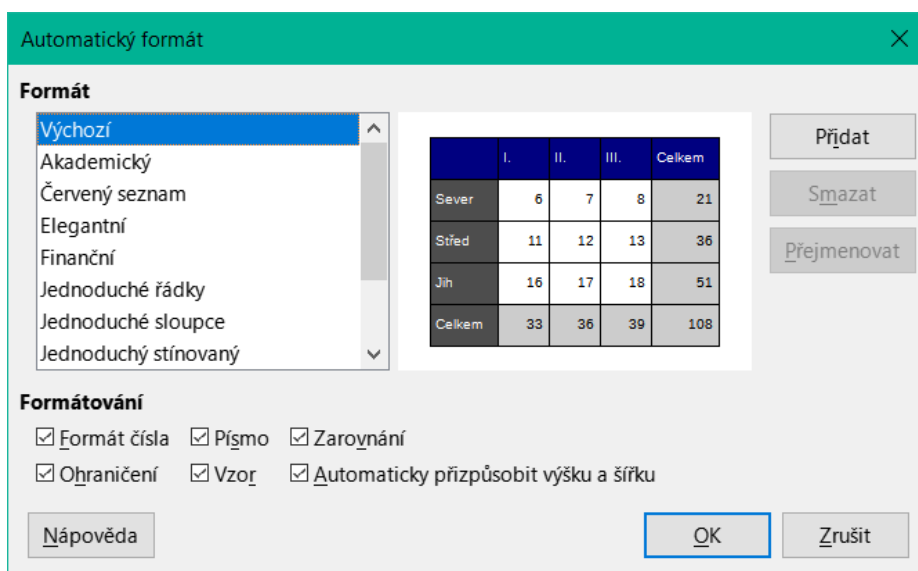 Automatický formát
Formát
Výchozí
Akademický
Červený seznam
Elegantní
Finanční
Jednoduché řádky
Jednoduché sloupce
Jednoduchý stínovaný
I. II. III. Celkem
Sever 6 7 8 21
Střed 11 12 13 36
Jih 16 17 18 51
Celkem 33 36 39 108
Přidat
Smazat
Přejmenovat
Formátování
Formát čísla Písmo Zarovnání
Ohraničení Vzor Automaticky přizpůsobit výšku a šířku
Nápověda OK Zrušit